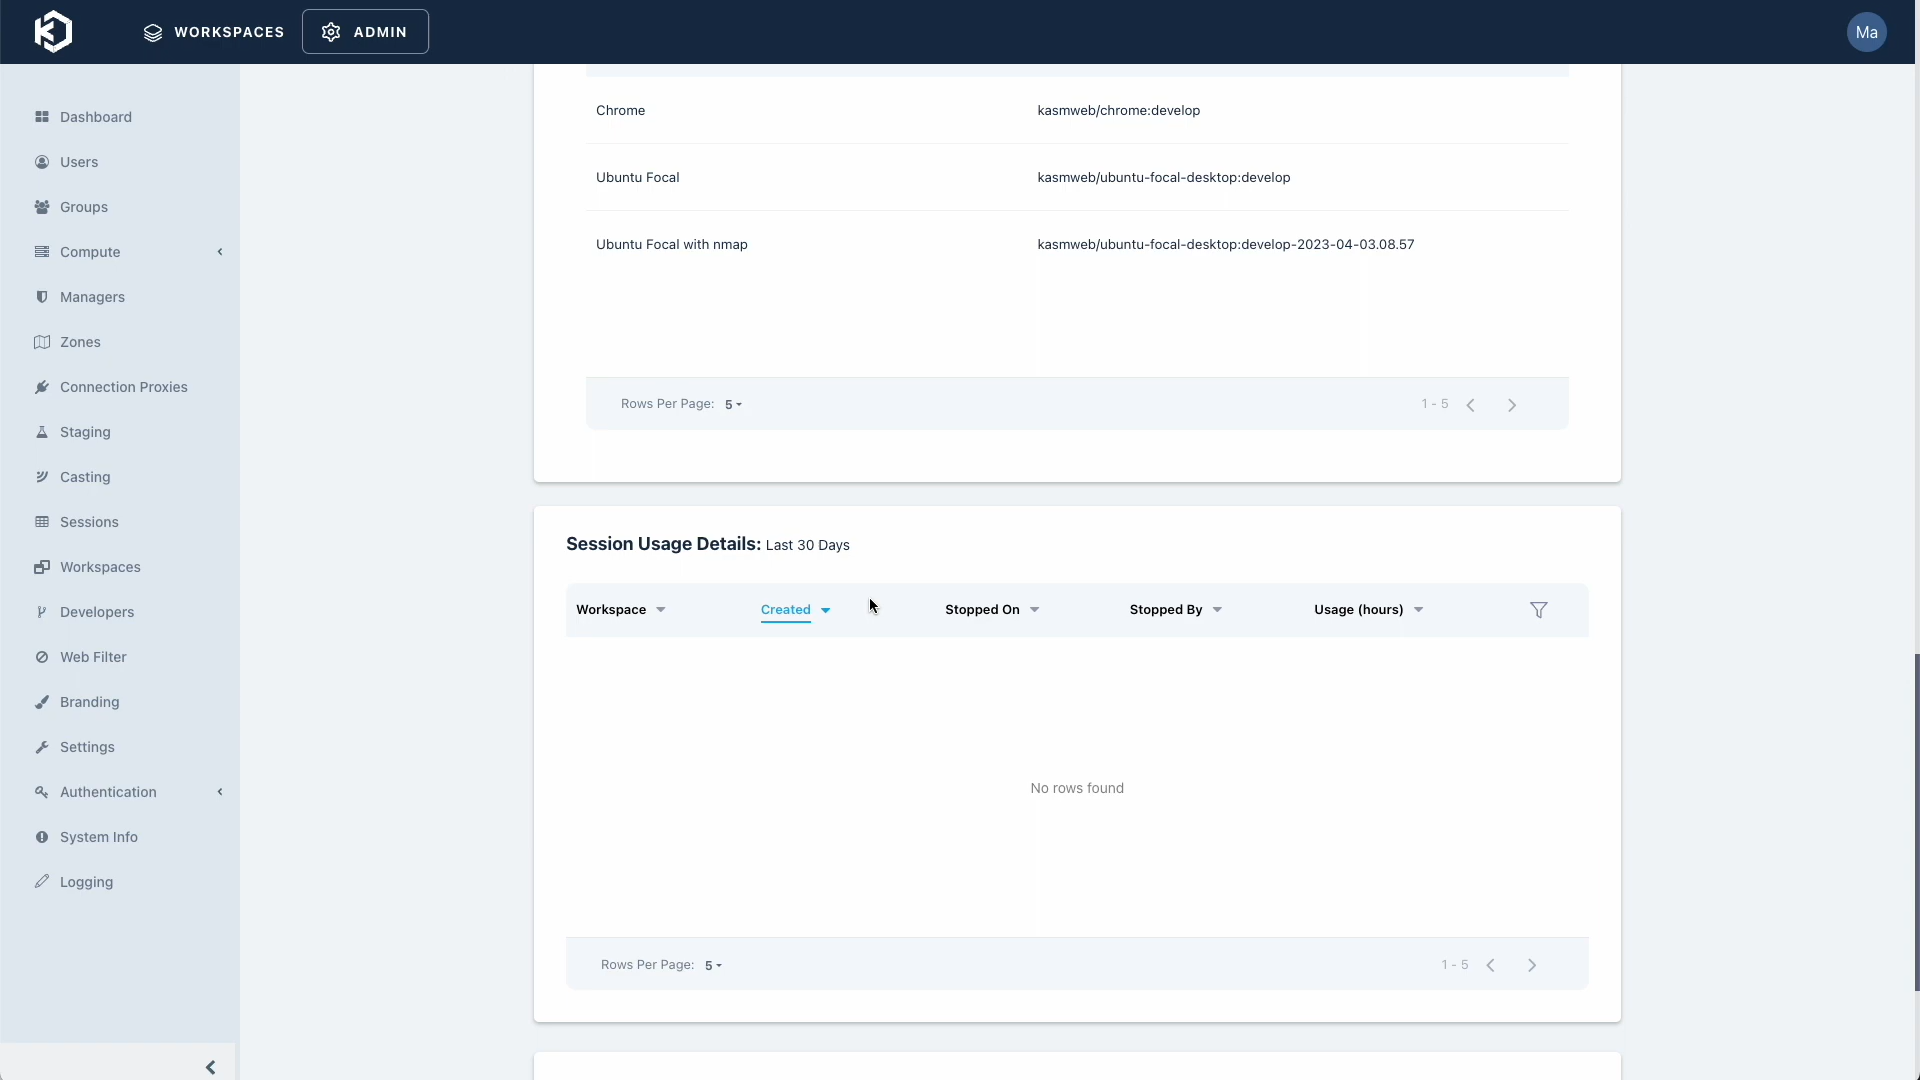 WORKSPACES
ADMIN
Ma
Dashboard
Users
Groups
Compute
Managers
Zones
Connection Proxies
Staging
Casting
Sessions
Workspaces
Developers
Web Filter
Branding
Settings
Authentication
System Info
Logging
Chrome kasmweb/chrome:develop
Ubuntu Focal kasmweb/ubuntu-focal-desktop:develop
Ubuntu Focal with nmap kasmweb/ubuntu-focal-desktop:develop-2023-04-03.08.57
Rows Per Page: 5 1 - 5
Session Usage Details: Last 30 Days
Workspace Created Stopped On Stopped By Usage (hours)
No rows found
Rows Per Page: 5 1 - 5